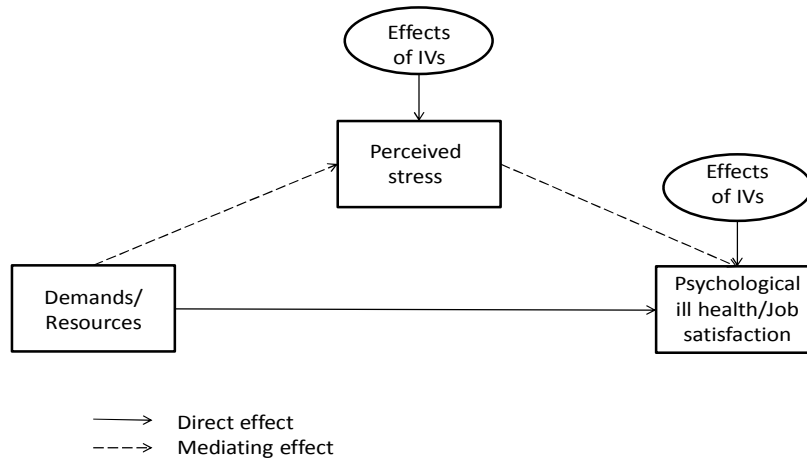 Effects
of IVs
Perceived
stress
Effects
of IVs
Demands/
Resources
Psychological
ill health/Job
satisfaction
Direct effect
Mediating effect